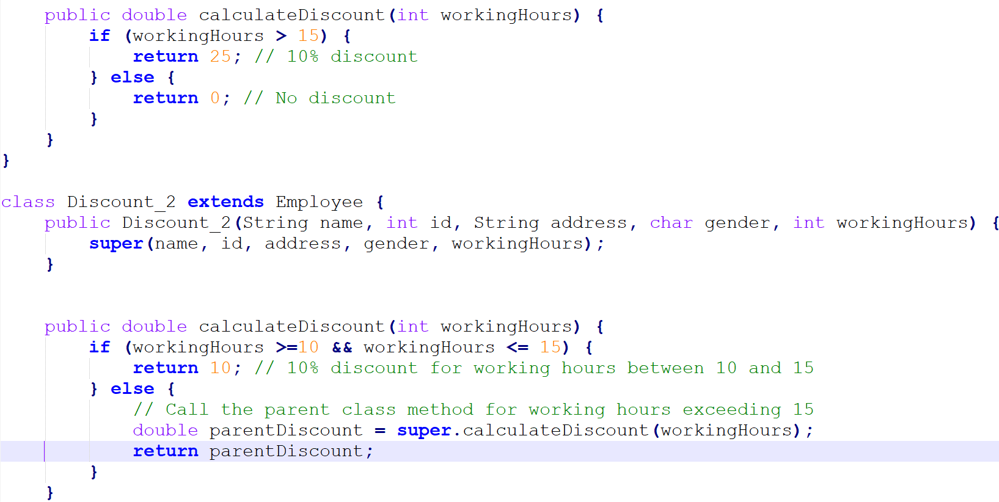 public double calculateDiscount(int workingHours) {
        if (workingHours > 15) {
            return 25; // 10% discount
        } else {
            return 0; // No discount
        }
    }
}

class Discount_2 extends Employee {
    public Discount_2(String name, int id, String address, char gender, int workingHours) {
        super(name, id, address, gender, workingHours);
    }


    public double calculateDiscount(int workingHours) {
        if (workingHours >=10 && workingHours <= 15) {
            return 10; // 10% discount for working hours between 10 and 15
        } else {
            // Call the parent class method for working hours exceeding 15
            double parentDiscount = super.calculateDiscount(workingHours);
            return parentDiscount;
        }
    }